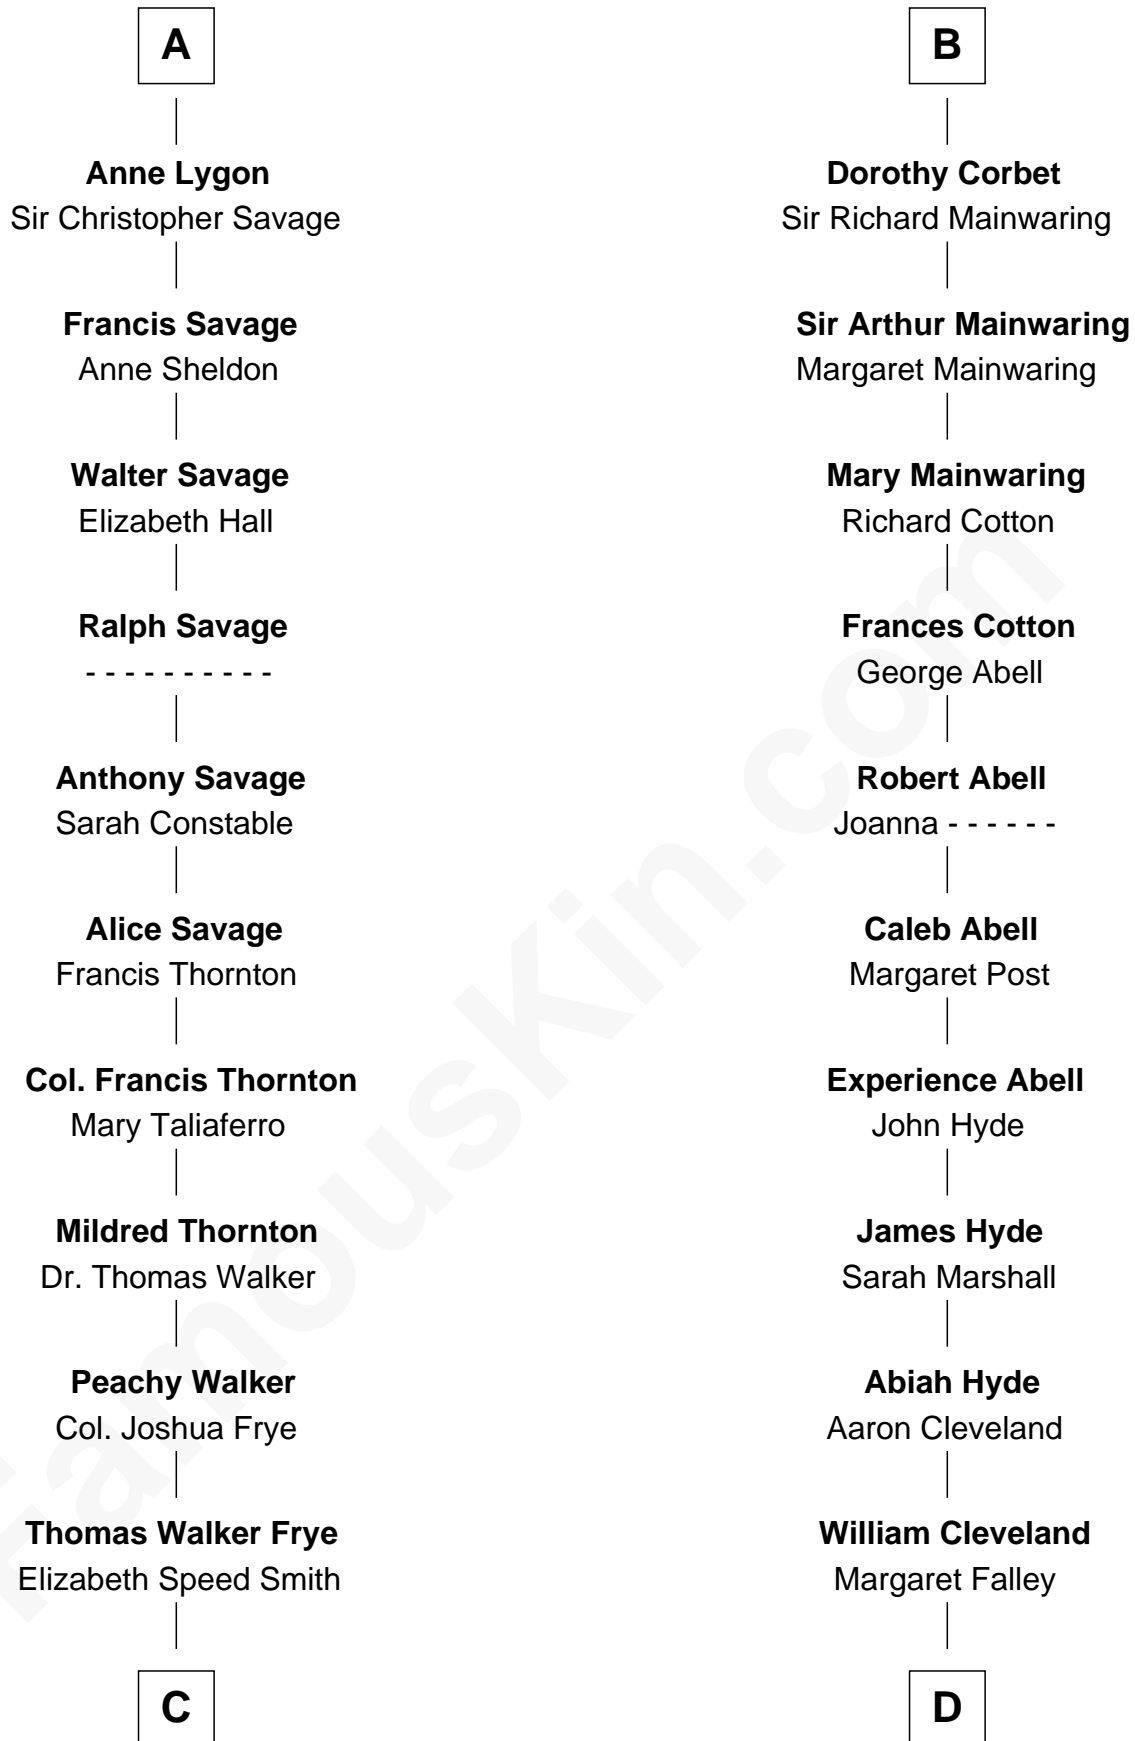 A
Anne Lygon
Sir Christopher Savage
Francis Savage
Anne Sheldon
Walter Savage
Elizabeth Hall
Ralph Savage
- - - - - - - - - -
Anthony Savage
Sarah Constable
Alice Savage
Francis Thornton
Col. Francis Thornton
Mary Taliaferro
Mildred Thornton
Dr. Thomas Walker
Peachy Walker
Col. Joshua Frye
Thomas Walker Frye
Elizabeth Speed Smith
C
B
Dorothy Corbet
Sir Richard Mainwaring
Sir Arthur Mainwaring
Margaret Mainwaring
Mary Mainwaring
Richard Cotton
Frances Cotton
George Abell
Robert Abell
Joanna - - - - - -
Caleb Abell
Margaret Post
Experience Abell
John Hyde
James Hyde
Sarah Marshall
Abiah Hyde
Aaron Cleveland
William Cleveland
Margaret Falley
D
FamousKin.com